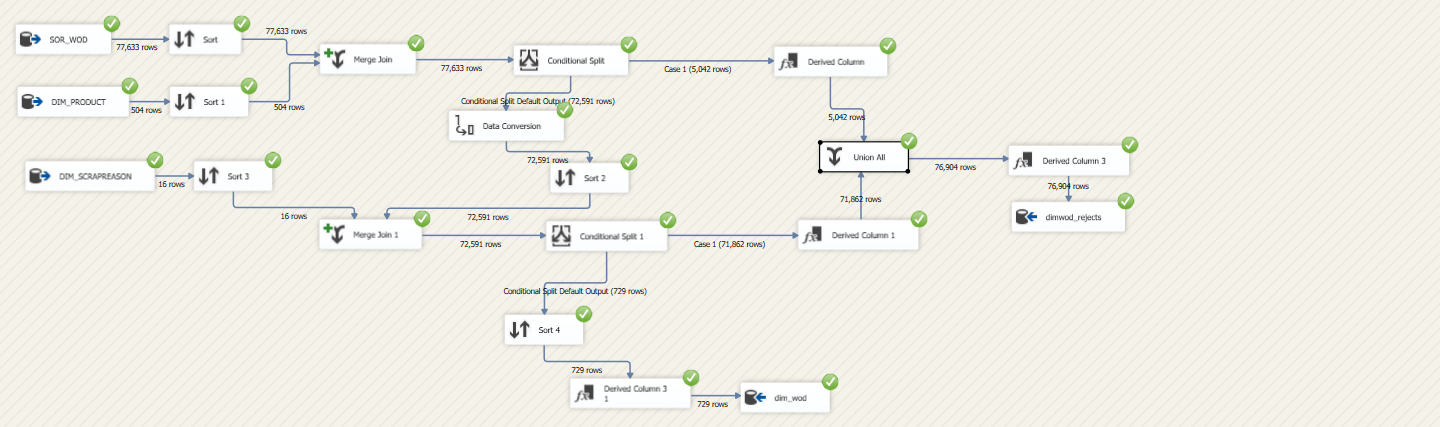 SOR_WOD
77,633 rows
Sort
77,633 rows
Merge Join
77,633 rows
Conditional Split
Case 1 (5,042 rows)
Derived Column
DIM_PRODUCT
504 rows
Sort 1
504 rows
Conditional Split Default Output (72,591 rows)
Data Conversion
5,042 rows
72,591 rows
Union All
76,904 rows
Derived Column 3
DIM_SCRAPREASON
16 rows
Sort 3
Sort 2
76,904 rows
16 rows
72,591 rows
71,862 rows
dimwod_rejects
Merge Join 1
72,591 rows
Conditional Split 1
Case 1 (71,862 rows)
Derived Column 1
Conditional Split Default Output (729 rows)
Sort 4
729 rows
Derived Column 3
1
729 rows
dim_wod